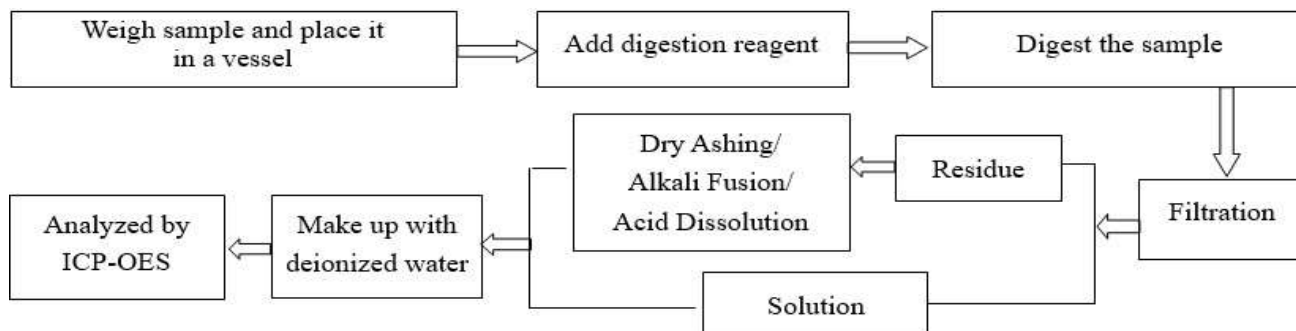 Weigh sample and place it
in a vessel
Add digestion reagent
Digest the sample
Filtration
Residue
Dry Ashing/
Alkali Fusion/
Acid Dissolution
Solution
Make up with
deionized water
Analyzed by
ICP-OES